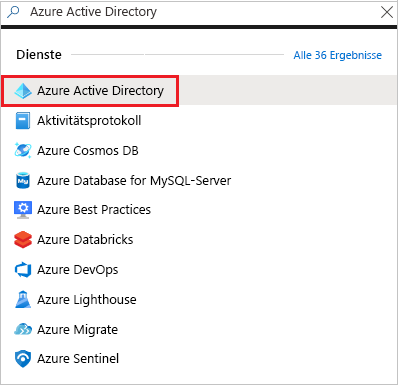 Azure Active Directory
Dienste Alle 36 Ergebnisse
Azure Active Directory
Aktivitätsprotokoll
Azure Cosmos DB
Azure Database for MySQL-Server
Azure Best Practices
Azure Databricks
Azure DevOps
Azure Lighthouse
Azure Migrate
Azure Sentinel